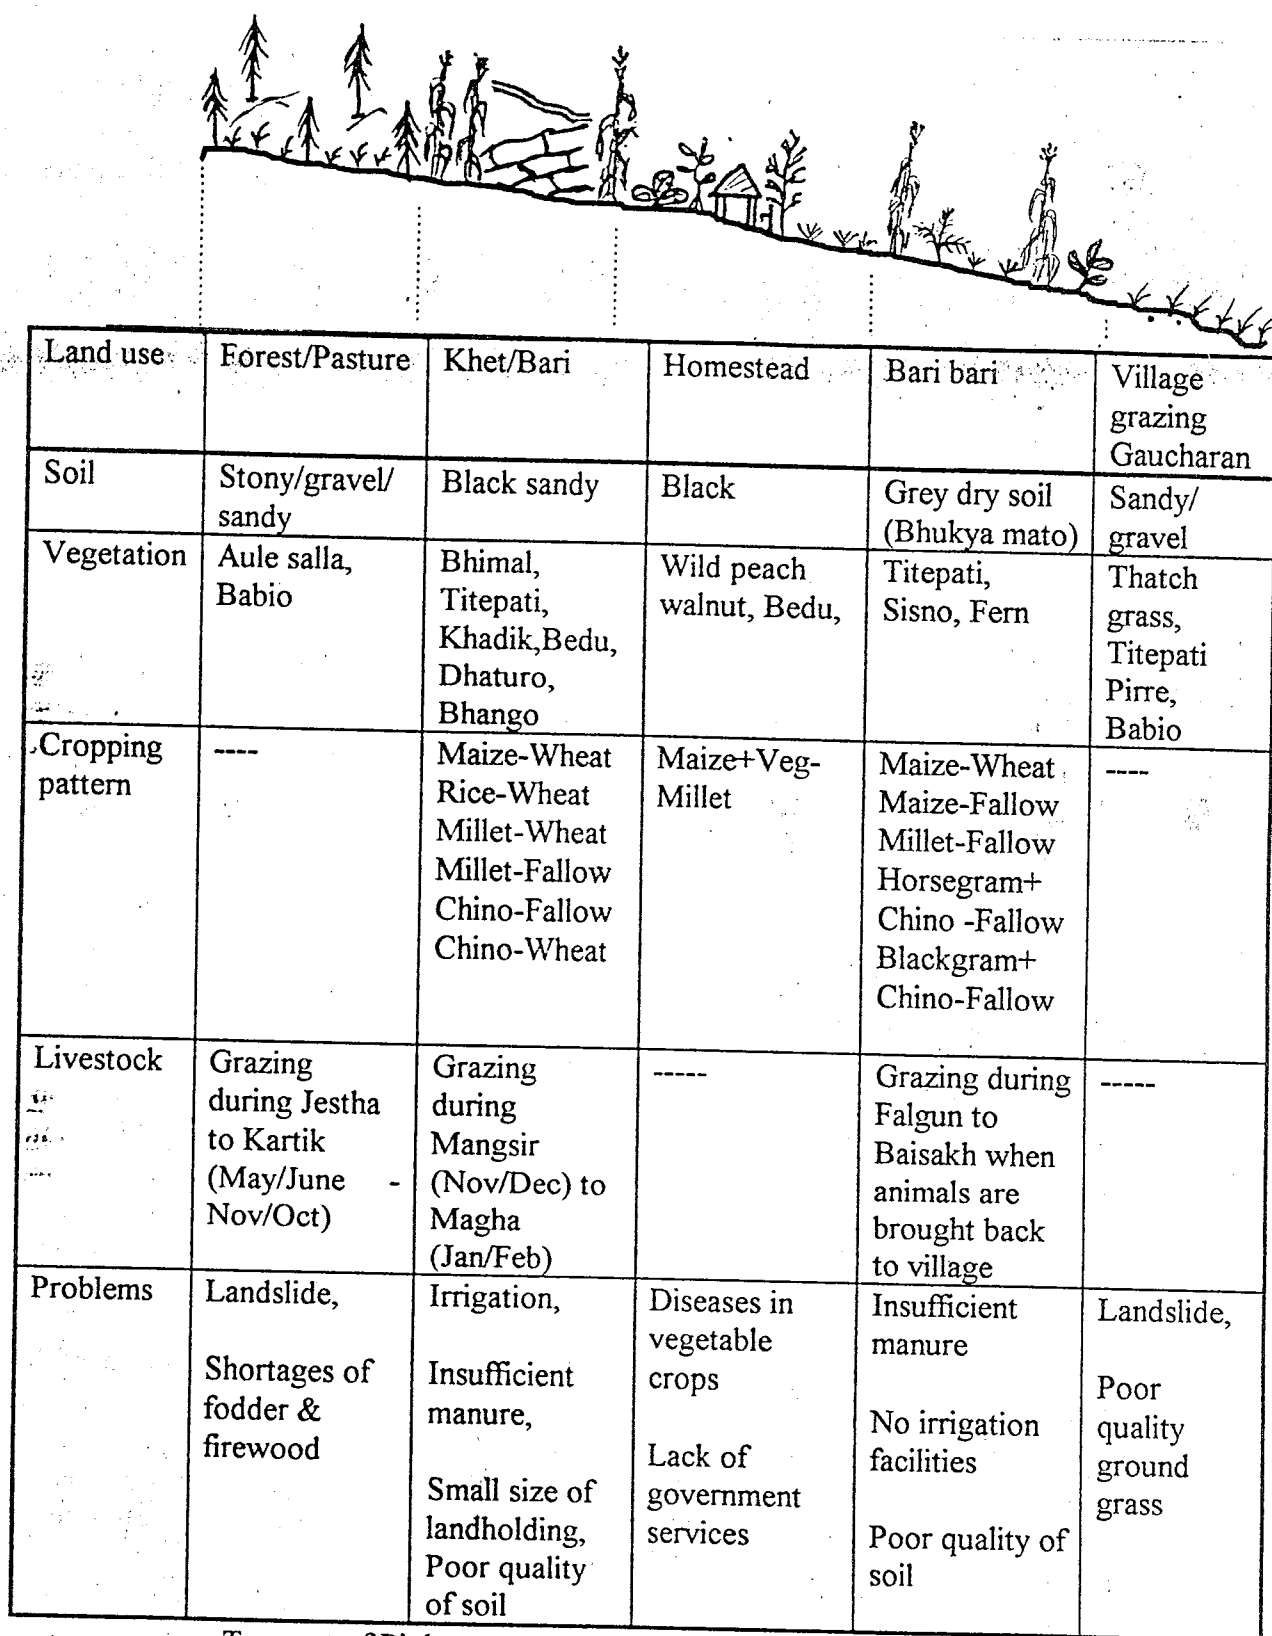 Land use
Forest/Pasture
Khet/Bari
Homestead
Bari bari
Village
grazing
Gaucharan
Soil
Stony/gravel/
sandy
Black sandy
Black
Grey dry soil
(Bhukya mato)
Sandy/
gravel
Vegetation
Aule salla,
Babio
Bhimal,
Titepati,
Khadik,Bedu,
Dhaturo,
Bhango
Wild peach
walnut, Bedu,
Titepati,
Sisno, Fern
Thatch
grass,
Titepati
Pirre,
Babio
Cropping
pattern
----
Maize-Wheat
Rice-Wheat
Millet-Wheat
Millet-Fallow
Chino-Fallow
Chino-Wheat
Maize+Veg-
Millet
Maize-Wheat
Maize-Fallow
Millet-Fallow
Horsegram+
Chino -Fallow
Blackgram+
Chino-Fallow
----
Livestock
Grazing
during Jestha
to Kartik
(May/June -
Nov/Oct)
Grazing
during
Mangsir
(Nov/Dec) to
Magha
(Jan/Feb)
-----
Grazing during
Falgun to
Baisakh when
animals are
brought back
to village
-----
Problems
Landslide,
Shortages of
fodder &
firewood
Irrigation,
Insufficient
manure,
Small size of
landholding,
Poor quality
of soil
Diseases in
vegetable
crops
Lack of
government
services
Insufficient
manure
No irrigation
facilities
Poor quality of
soil
Landslide,
Poor
quality
ground
grass